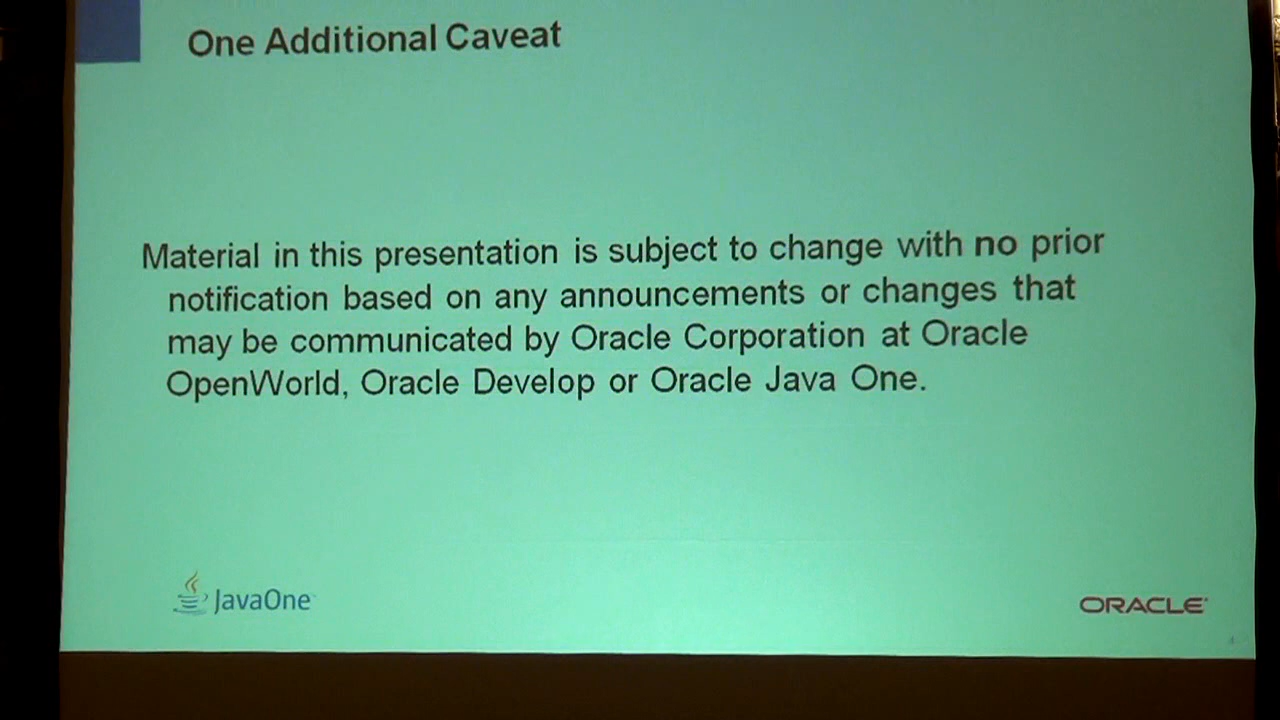 One Additional Caveat
Material in this presentation is subject to change with no prior
notification based on any announcements or changes that
may be communicated by Oracle Corporation at Oracle
OpenWorld, Oracle Develop or Oracle Java One.
JavaOne
ORACLE
4